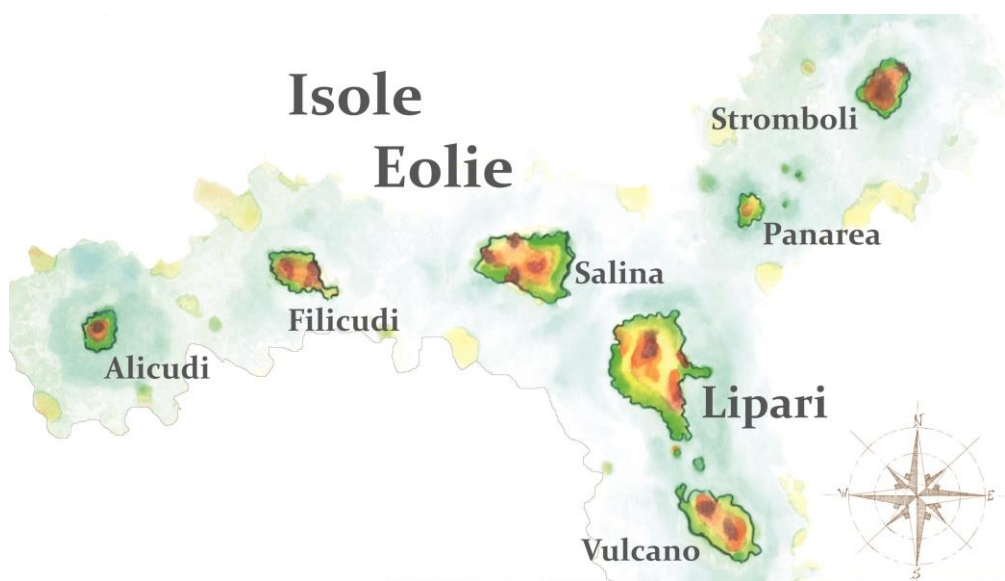 Isole
Eolie
Stromboli
Panarea
Salina
Filicudi
Alicudi
Lipari
Vulcano
N
W
E
S